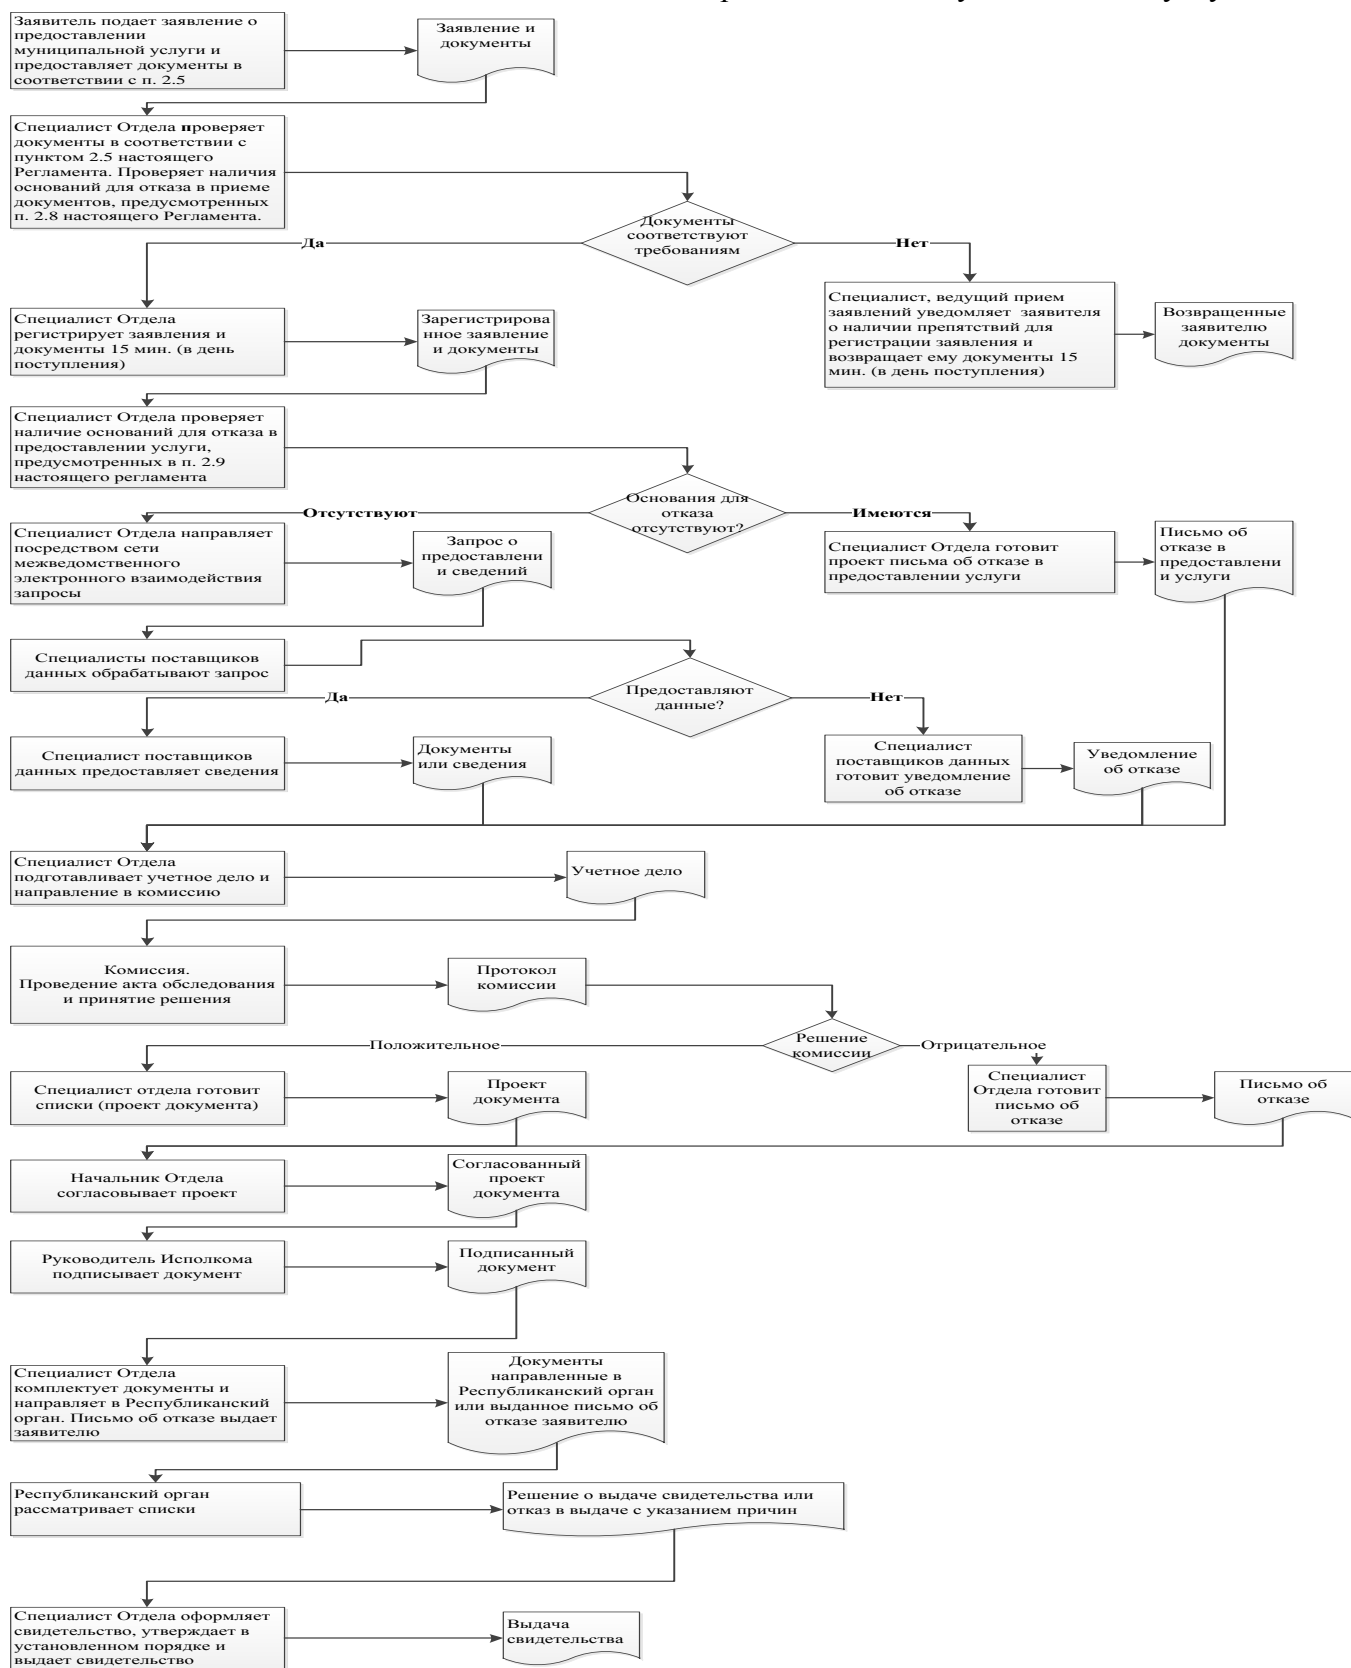 Заявитель подает заявление о
предоставлении
муниципальной услуги и
предоставляет документы в
соответствии с п. 2.5
Заявление и
документы
Специалист Отдела проверяет
документы в соответствии с
пунктом 2.5 настоящего
Регламента. Проверяет наличия
оснований для отказа в приеме
документов, предусмотренных
п. 2.8 настоящего Регламента.
Документы
соответствуют
требованиям
Да
Нет
Специалист Отдела
регистрирует заявления и
документы 15 мин. (в день
поступления)
Зарегистрирова
нное заявление
и документы
Специалист, ведущий прием
заявлений уведомляет заявителя
о наличии препятствий для
регистрации заявления и
возвращает ему документы 15
мин. (в день поступления)
Возвращенные
заявителю
документы
Специалист Отдела проверяет
наличие оснований для отказа в
предоставлении услуги,
предусмотренных в п. 2.9
настоящего регламента
Основания для
отказа
отсутствуют?
Отсутствуют
Имеются
Специалист Отдела направляет
посредством сети
межведомственного
электронного взаимодействия
запросы
Запрос о
предоставлени
и сведений
Специалист Отдела готовит
проект письма об отказе в
предоставлении услуги
Письмо об
отказе в
предоставлени
и услуги
Специалисты поставщиков
данных обрабатывают запрос
Предоставляют
данные?
Да
Нет
Специалист поставщиков
данных предоставляет сведения
Документы
или сведения
Специалист
поставщиков данных
готовит уведомление
об отказе
Уведомление
об отказе
Специалист Отдела
подготавливает учетное дело и
направление в комиссию
Учетное дело
Комиссия.
Проведение акта обследования
и принятие решения
Протокол
комиссии
Решение
комиссии
Положительное
Отрицательное
Специалист отдела готовит
списки (проект документа)
Проект
документа
Специалист
Отдела готовит
письмо об
отказе
Письмо об
отказе
Начальник Отдела
согласовывает проект
Согласованный
проект
документа
Руководитель Исполкома
подписывает документ
Подписанный
документ
Специалист Отдела
комплектует документы и
направляет в Республиканский
орган. Письмо об отказе выдает
заявителю
Документы
направленные в
Республиканский орган
или выданное письмо об
отказе заявителю
Республиканский орган
рассматривает списки
Решение о выдаче свидетельства или
отказ в выдаче с указанием причин
Специалист Отдела оформляет
свидетельство, утверждает в
установленном порядке и
выдает свидетельство
Выдача
свидетельства